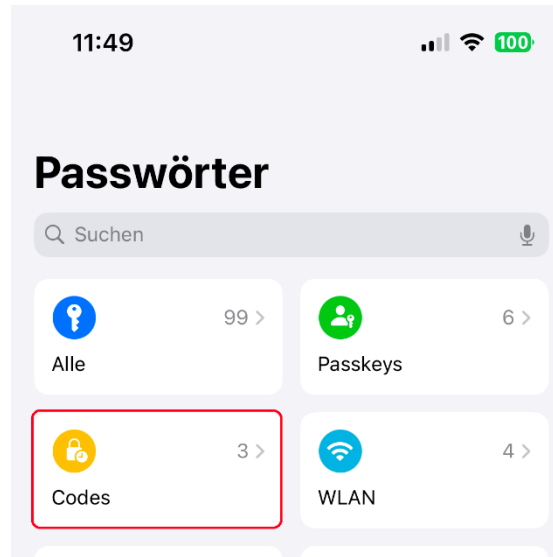 11:49 100
Passwörter
Suchen
99 6
Alle Passkeys
3 4
Codes WLAN